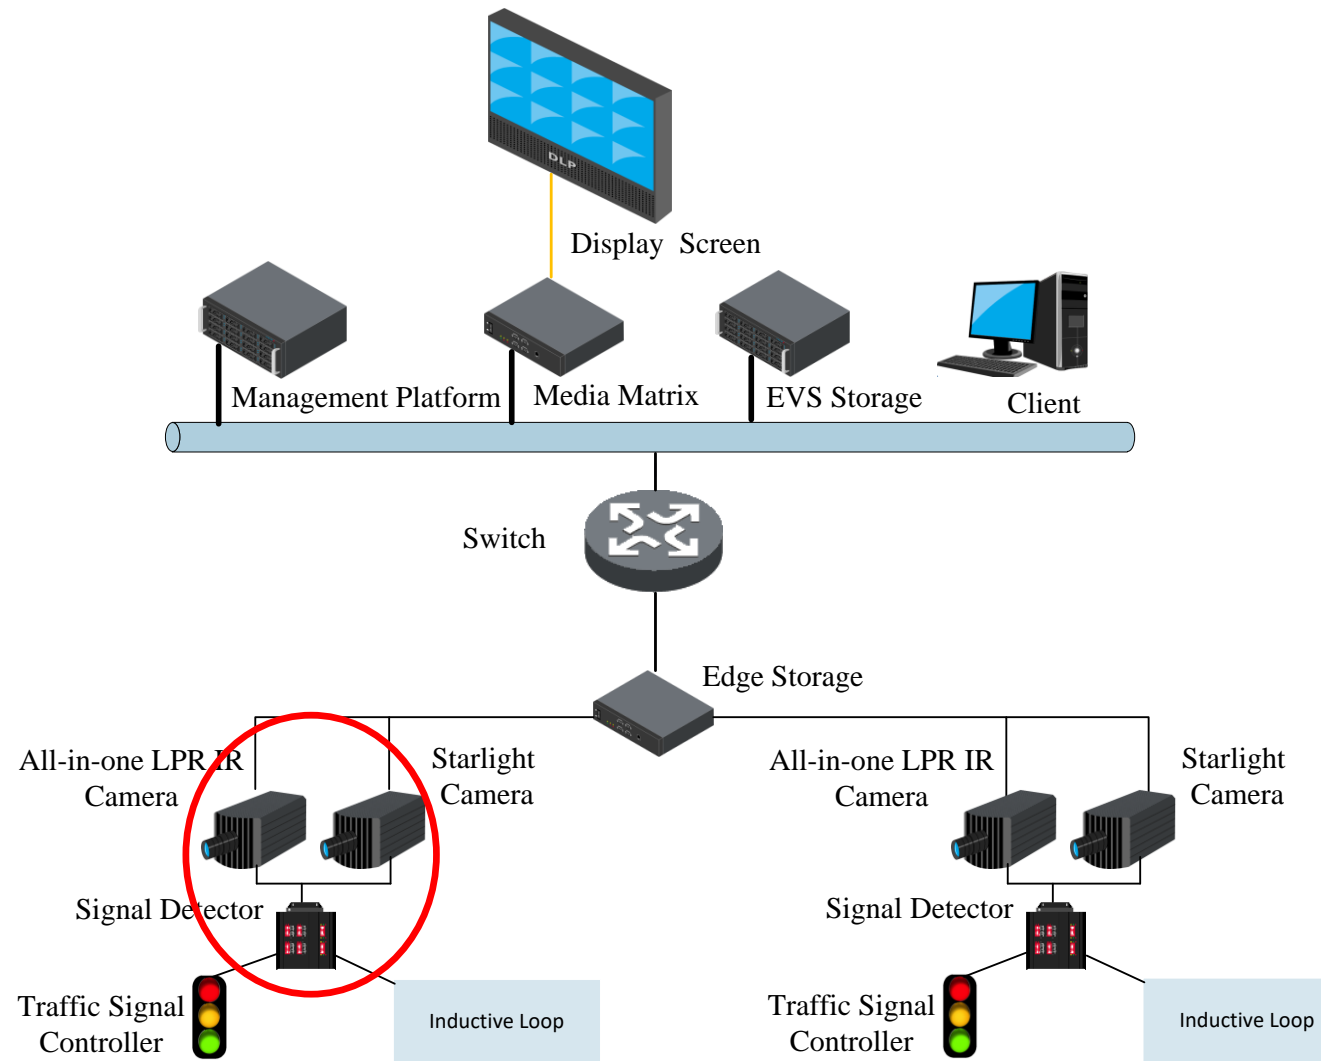 DLP
Display Screen
Management Platform
Media Matrix
EVS Storage
Client
Switch
Edge Storage
All-in-one LPR IR
Camera
Starlight
Camera
All-in-one LPR IR
Camera
Starlight
Camera
Signal Detector
Signal Detector
Traffic Signal
Controller
Inductive Loop
Traffic Signal
Controller
Inductive Loop